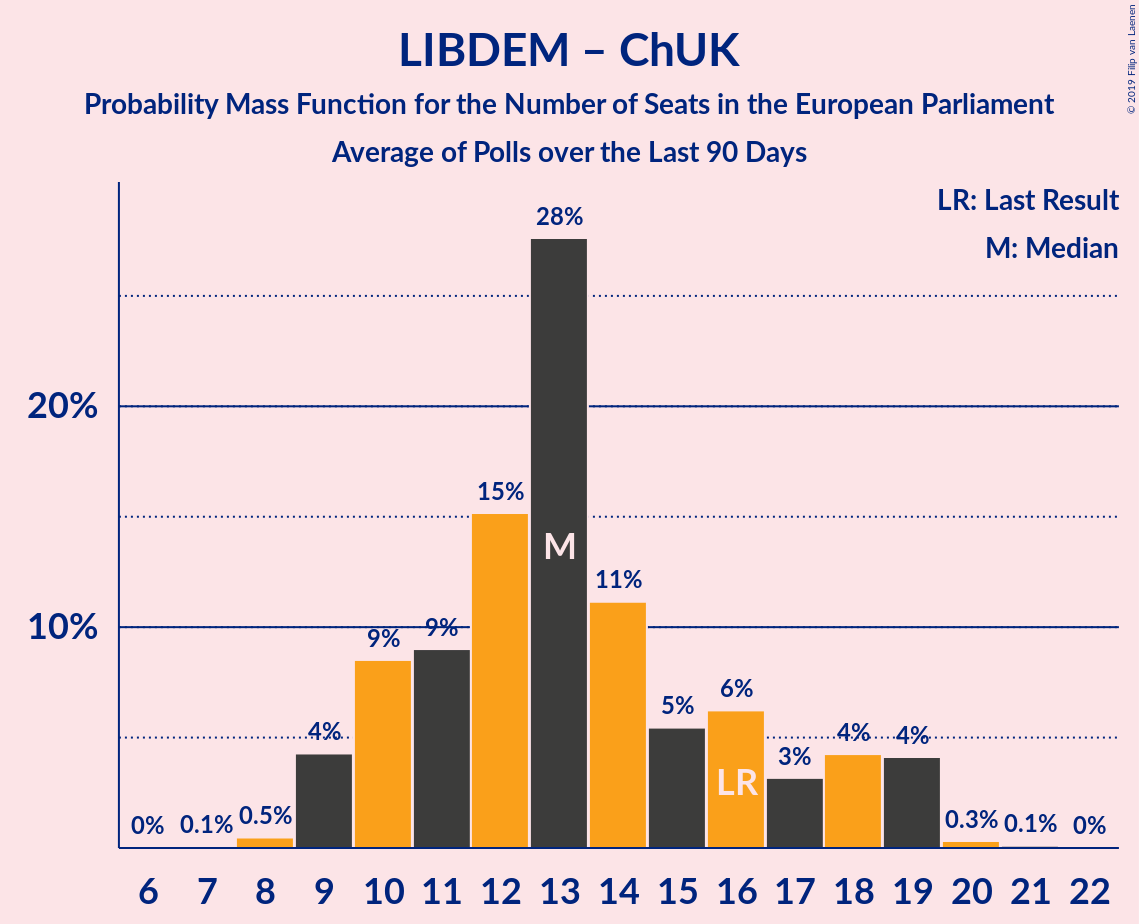 LIBDEM – ChUK
Probability Mass Function for the Number of Seats in the European Parliament
Average of Polls over the Last 90 Days
© 2019 Filip van Laenen
LR: Last Result
M: Median
28%
20%
15%
M
11%
10%
9%
9%
6%
5%
4%
4%
4%
3%
LR
0%
0.1%
0.5%
0.3%
0.1%
0%
6 7 8 9 10 11 12 13 14 15 16 17 18 19 20 21 22